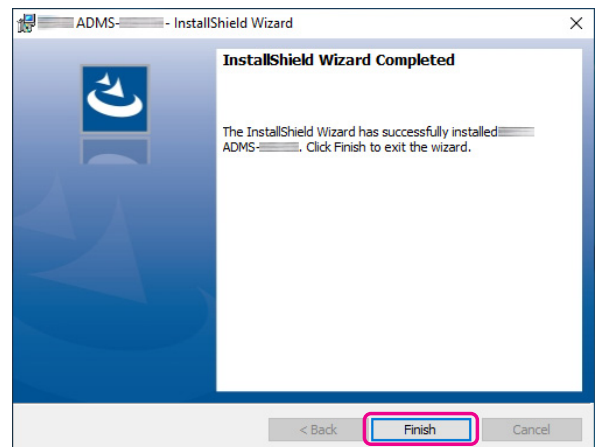 ADMS- - InstallShield Wizard
InstallShield Wizard Completed
The InstallShield Wizard has successfully installed
ADMS- . Click Finish to exit the wizard.
< Back
Finish
Cancel